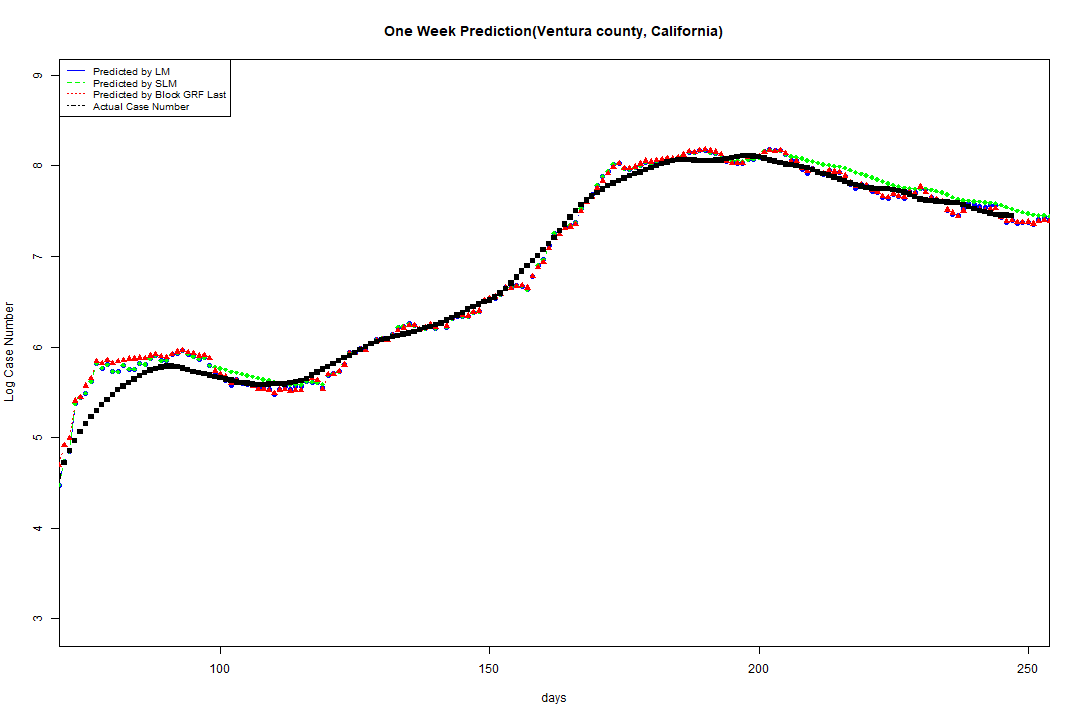 One Week Prediction(Ventura county, California)
Predicted by LM
Predicted by SLM
Predicted by Block GRF Last
Actual Case Number
9
8
7
6
5
4
3
Log Case Number
100 150 200 250
days